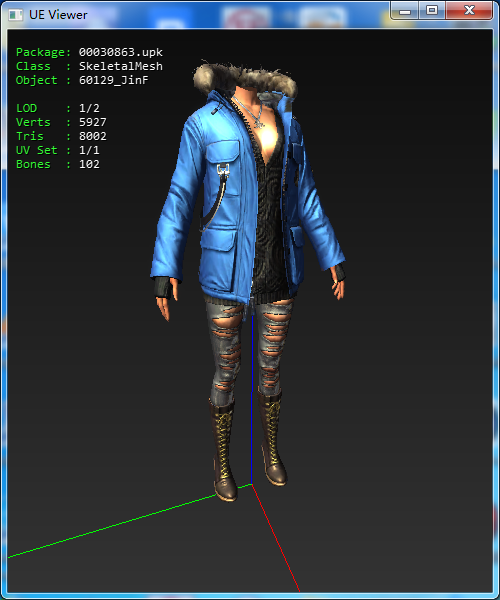 UE Viewer
Package: 00030863.upk
Class : SkeletalMesh
Object : 60129_JinF
LOD : 1/2
Verts : 5927
Tris : 8002
UV Set : 1/1
Bones : 102